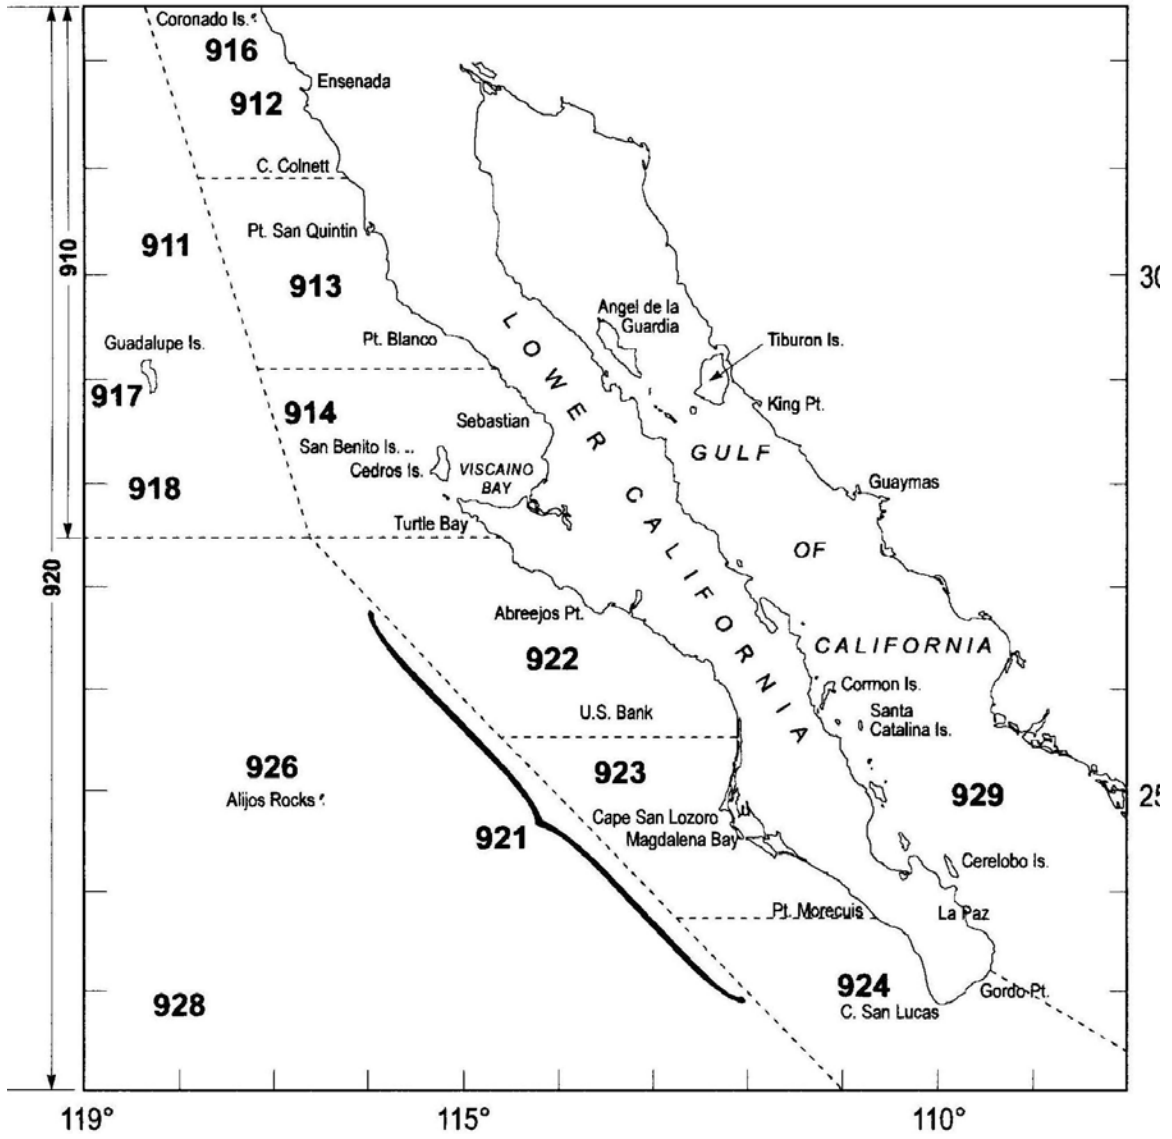 Coronado Is.
916
Ensenada
912
C. Colnett
910
911
Pt. San Quintin
913
30
Angel de la
Guardia
Guadalupe Is.
Pt. Blanco
Tiburon Is.
917
914
King Pt.
Sebastian
San Benito Is.
Cedros Is.
VISCAINO
BAY
918
Turtle Bay
Guaymas
GULF
OF
CALIFORNIA
LOWER CALIFORNIA
920
Abreejos Pt.
922
Cormon Is.
U.S. Bank
Santa
Catalina Is.
926
923
Alijos Rocks
929
25
Cape San Lozoro
Magdalena Bay
921
Cerelobo Is.
Pt. Morecuis
La Paz
924
Gordo Pt.
C. San Lucas
928
119°
115°
110°